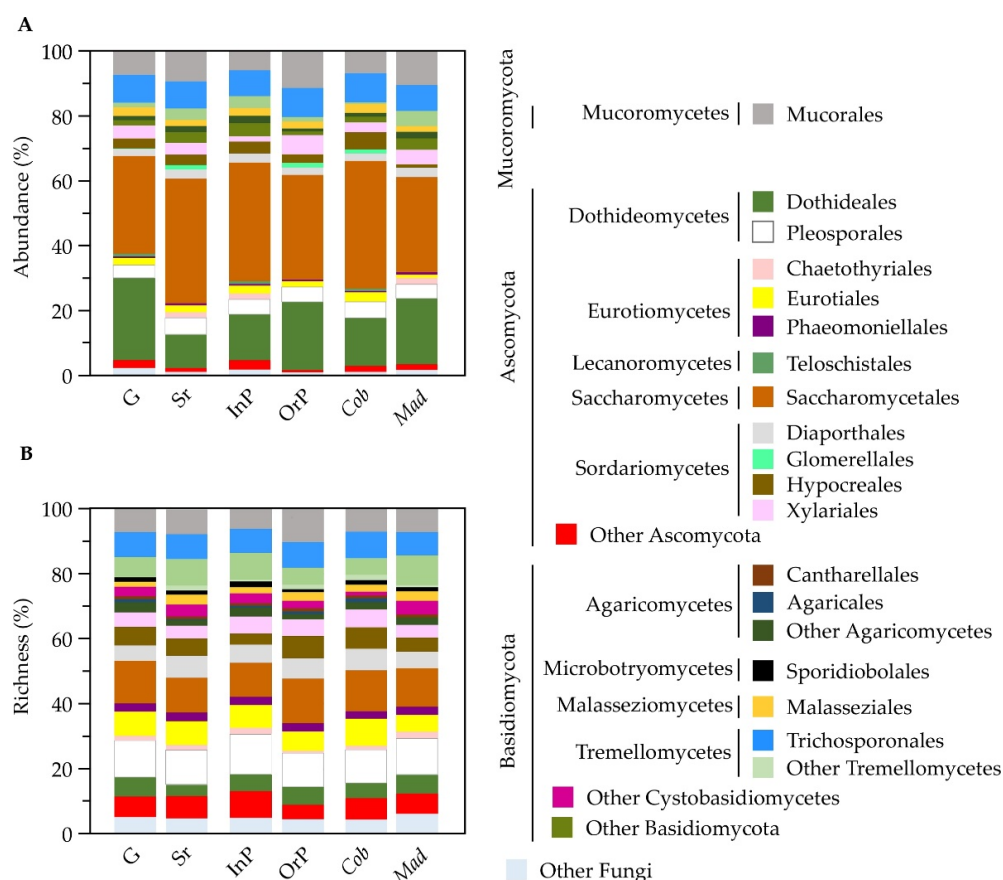 A
100
80
60
40
20
0
Abundance (%)
G Sr InP OrP Cob Mad
B
100
80
60
40
20
0
Richness (%)
G Sr InP OrP Cob Mad
Mucoromycota
Mucoromycetes Mucorales
Ascomycota
Dothideomycetes Dothideales
Pleosporales
Eurotiomycetes Chaetothyriales
Eurotiales
Phaeomoniellales
Lecanoromycetes Teloschistales
Saccharomycetes Saccharomycetales
Sordariomycetes Diaporthales
Glomerellales
Hypocreales
Xylariales
Other Ascomycota
Basidiomycota
Agaricomycetes Cantharellales
Agaricales
Other Agaricomycetes
Microbotryomycetes Sporidiobolales
Malasseziomycetes Malasseziales
Tremellomycetes Trichosporonales
Other Tremellomycetes
Other Cystobasidiomycetes
Other Basidiomycota
Other Fungi